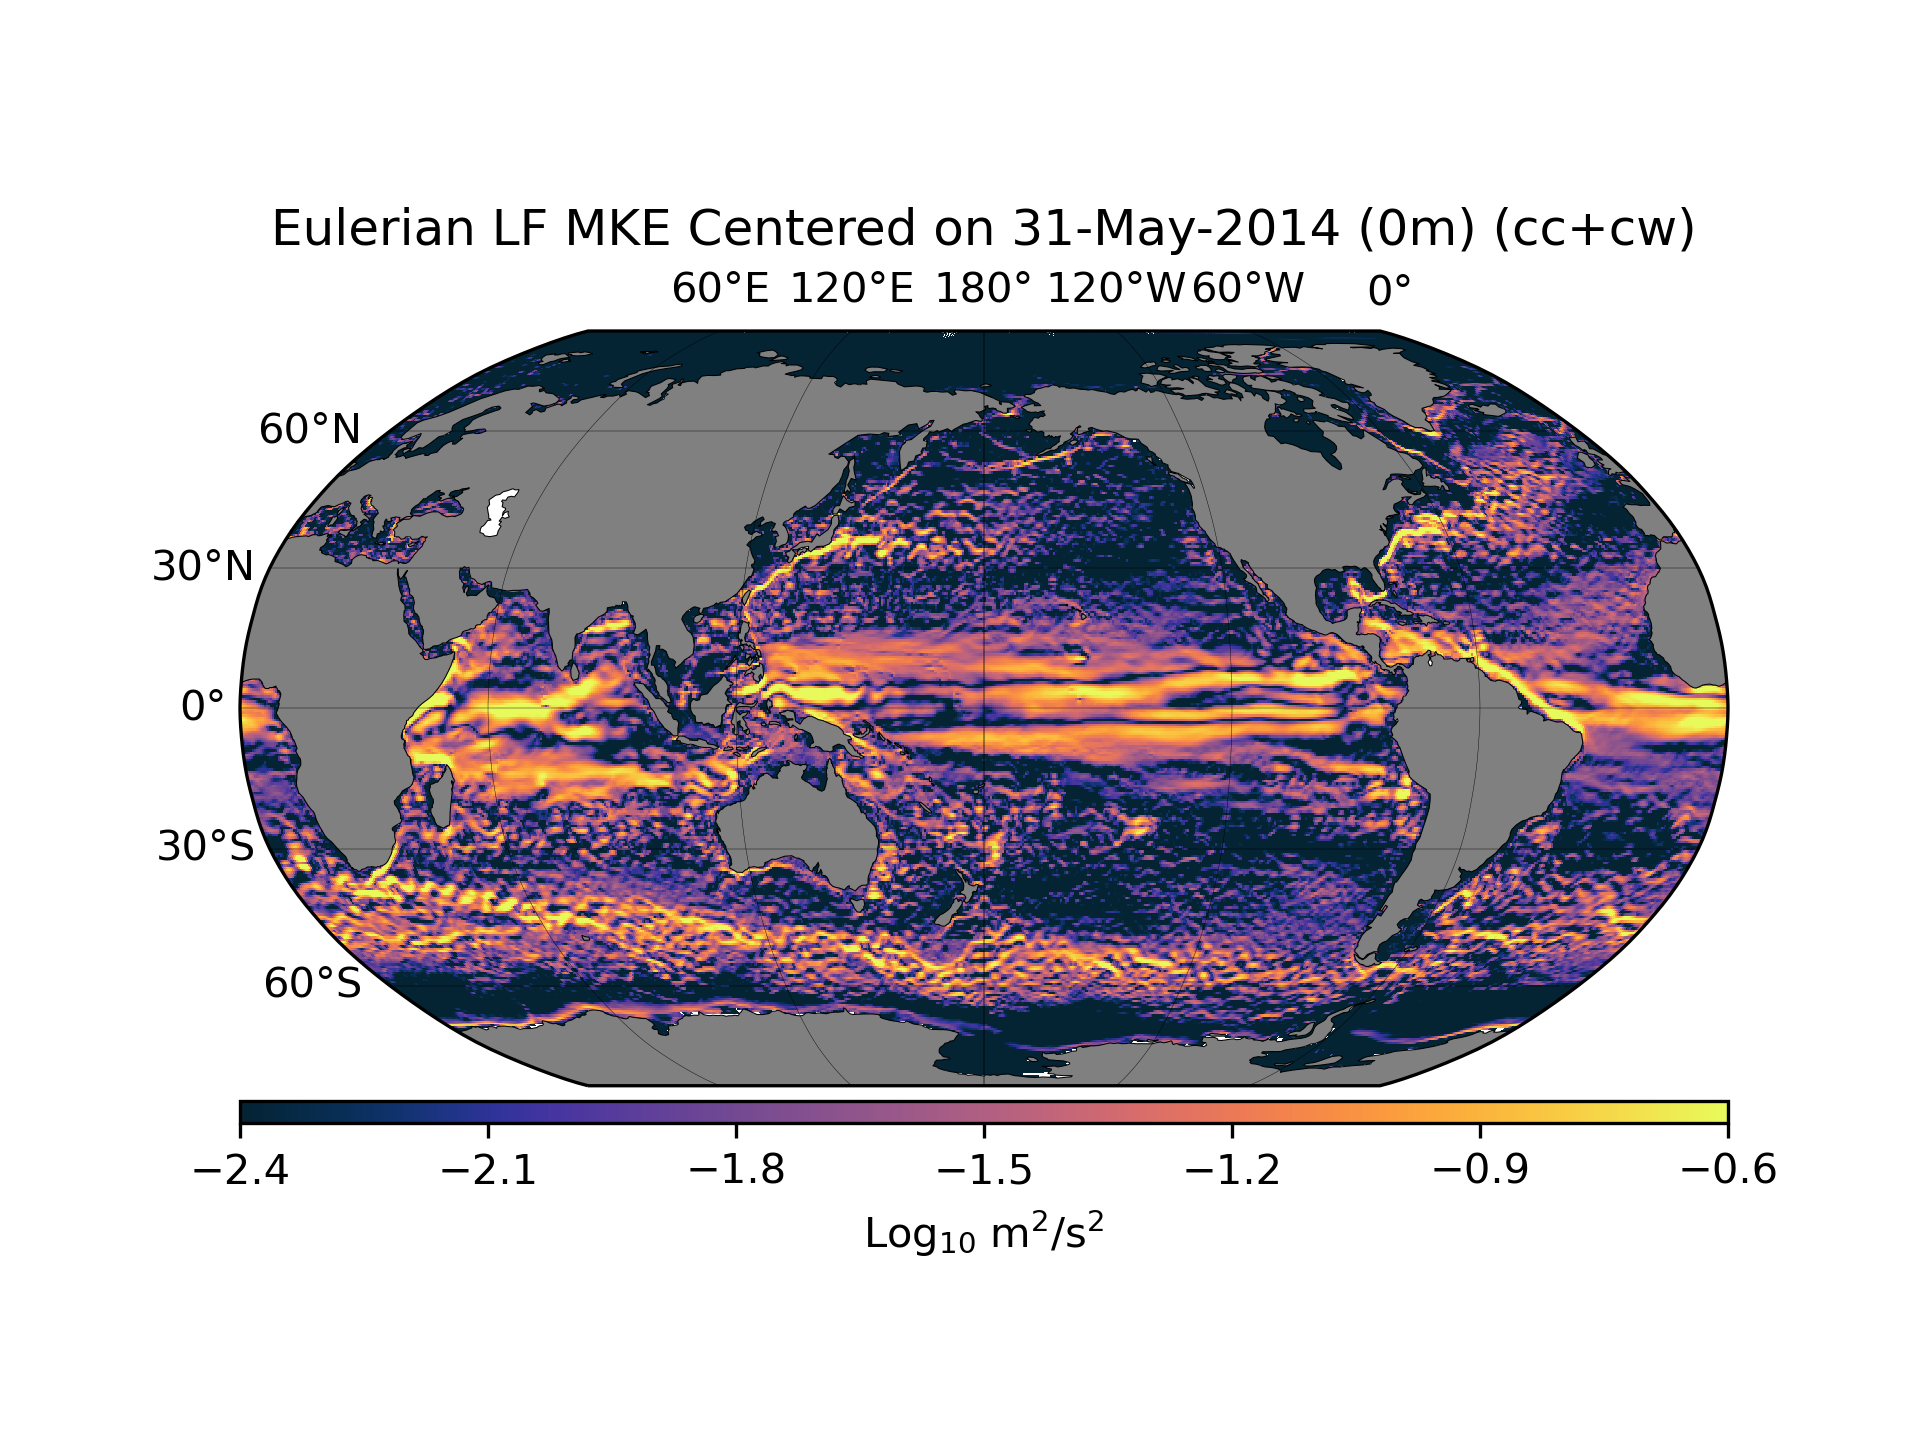 Eulerian LF MKE Centered on 31-May-2014 (0m) (cc+cw)
60°E 120°E 180° 120°W 60°W 0°
60°N
30°N
0°
30°S
60°S
−2.4 −2.1 −1.8 −1.5 −1.2 −0.9 −0.6
Log₁₀ m²/s²